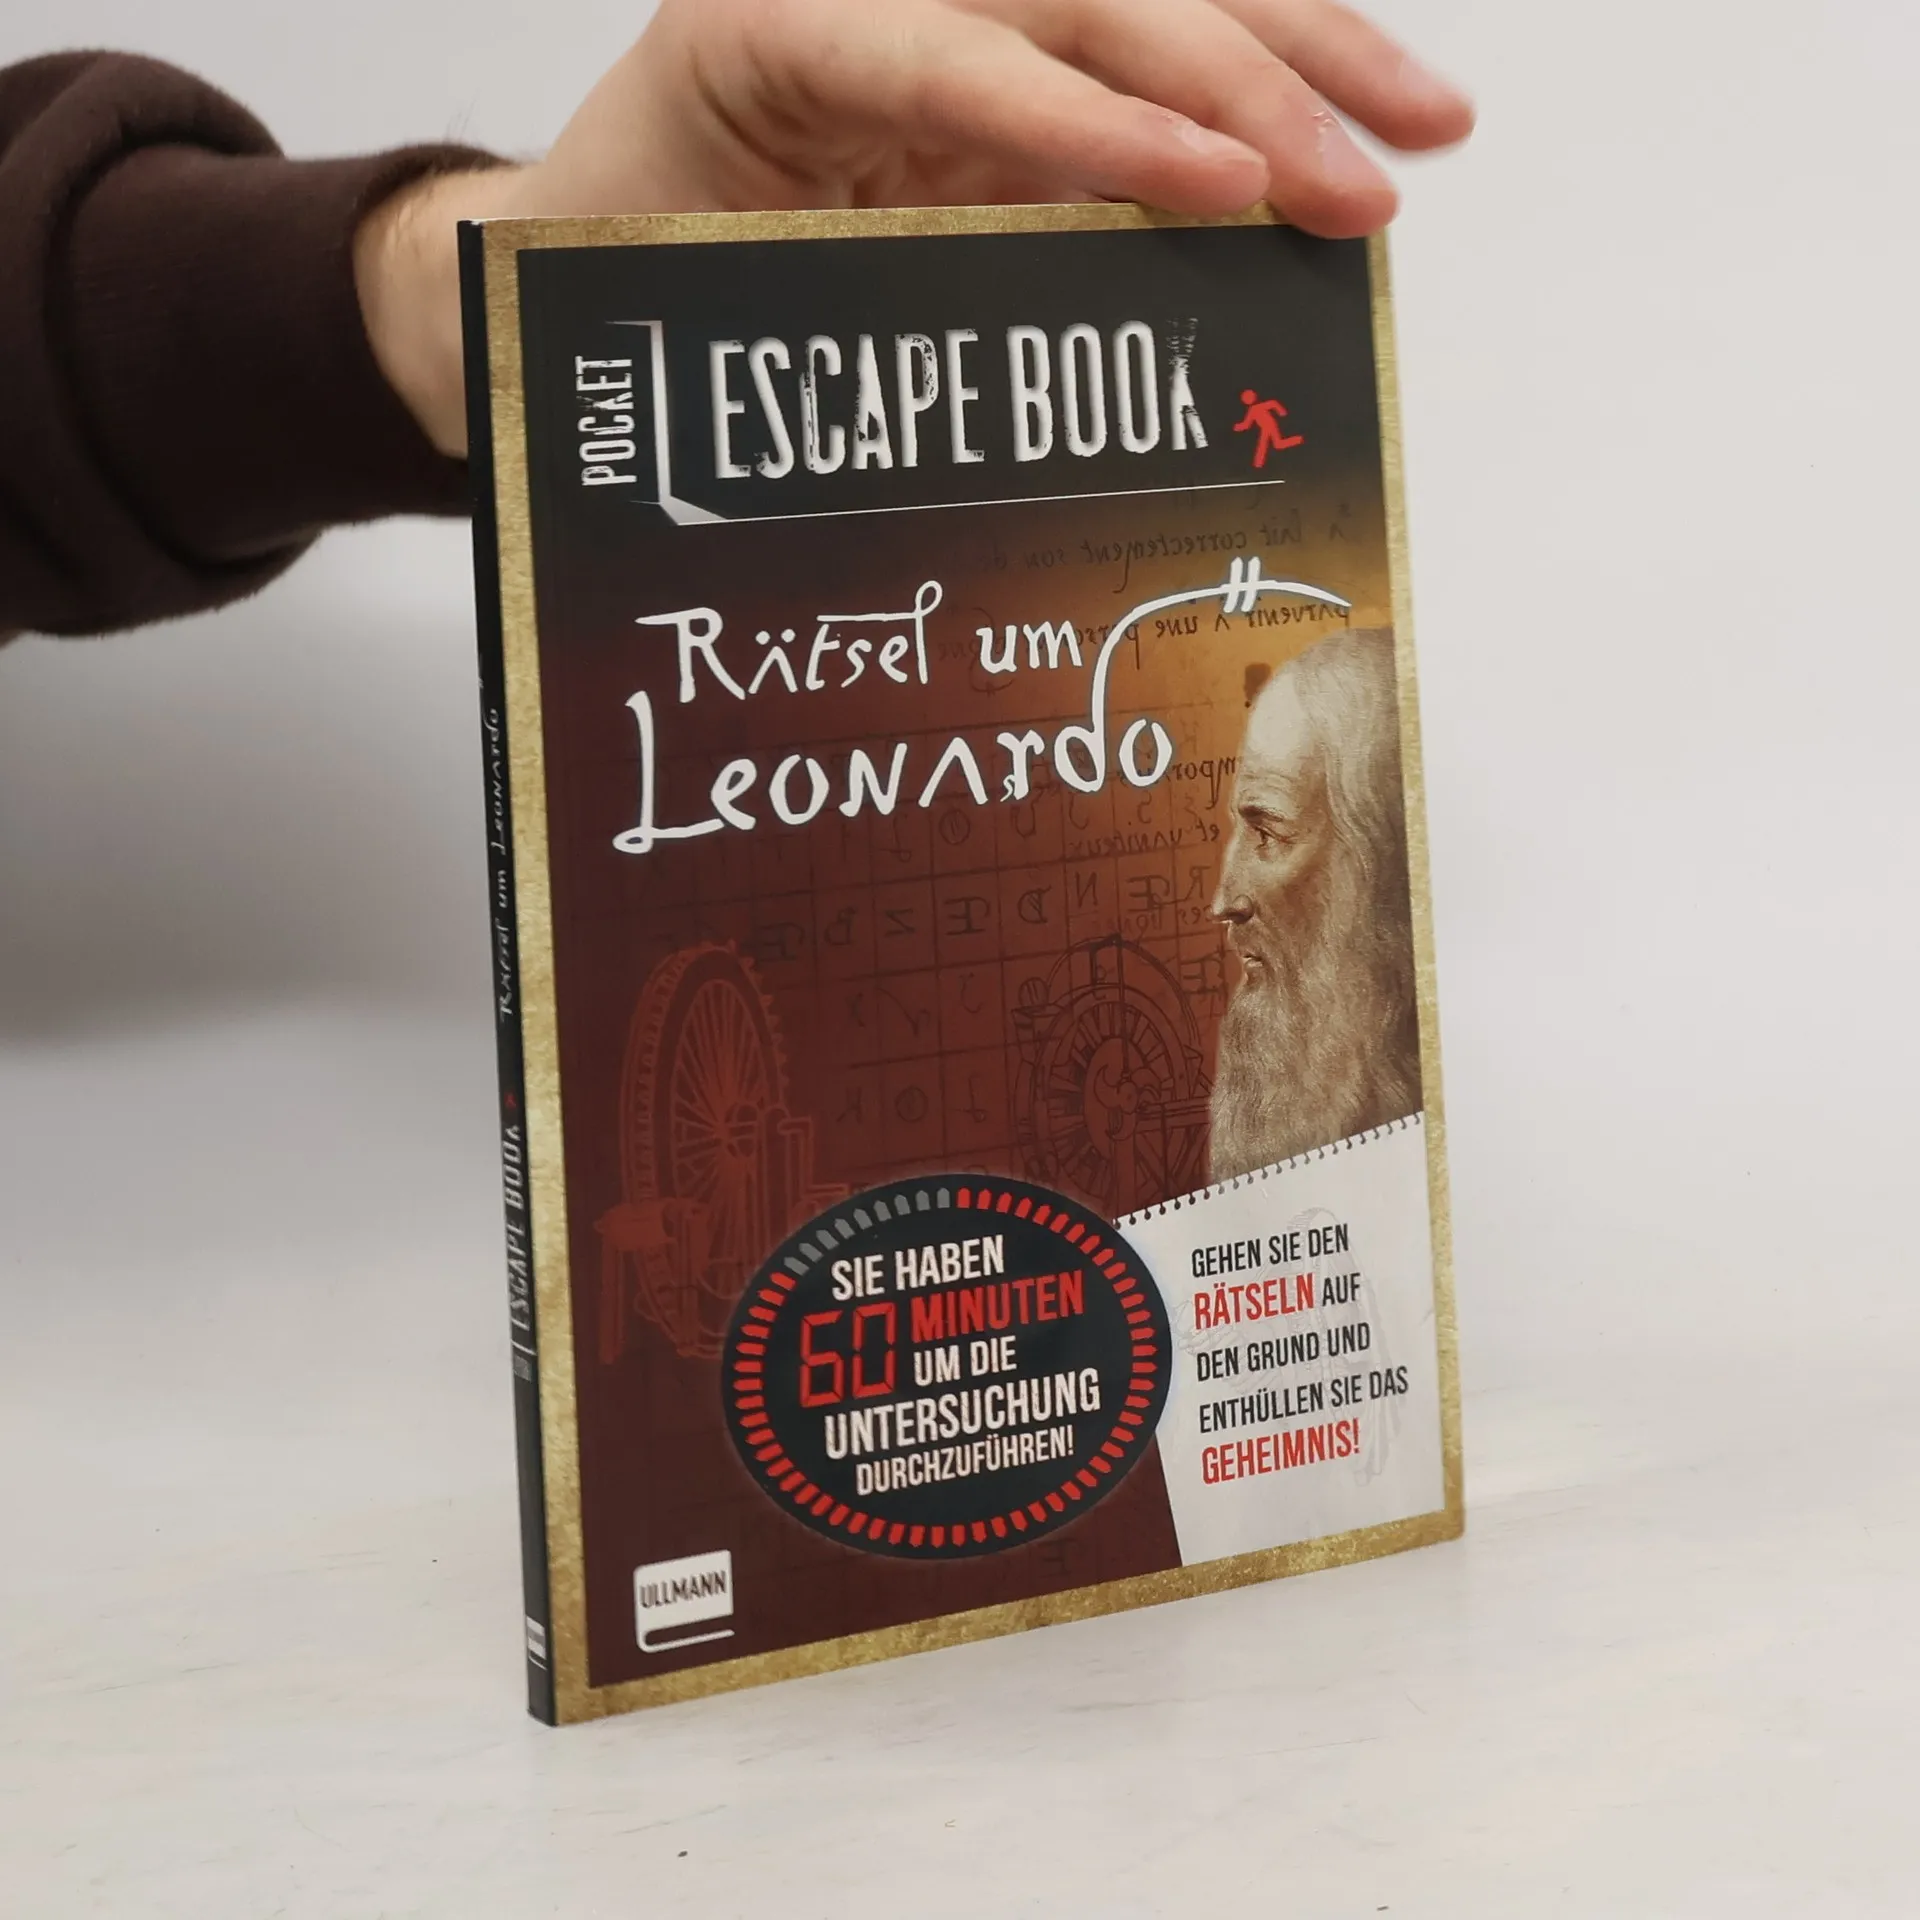 POCKET
ESCAPE BOOK
Rätsel um
Leonardo
SIE HABEN
60 MINUTEN
UM DIE
UNTERSUCHUNG
DURCHZUFÜHREN!
GEHEN SIE DEN
RÄTSELN AUF
DEN GRUND UND
ENTHÜLLEN SIE DAS
GEHEIMNIS!
ULLMANN
ESCAPE BOOK
Rätsel um Leonardo